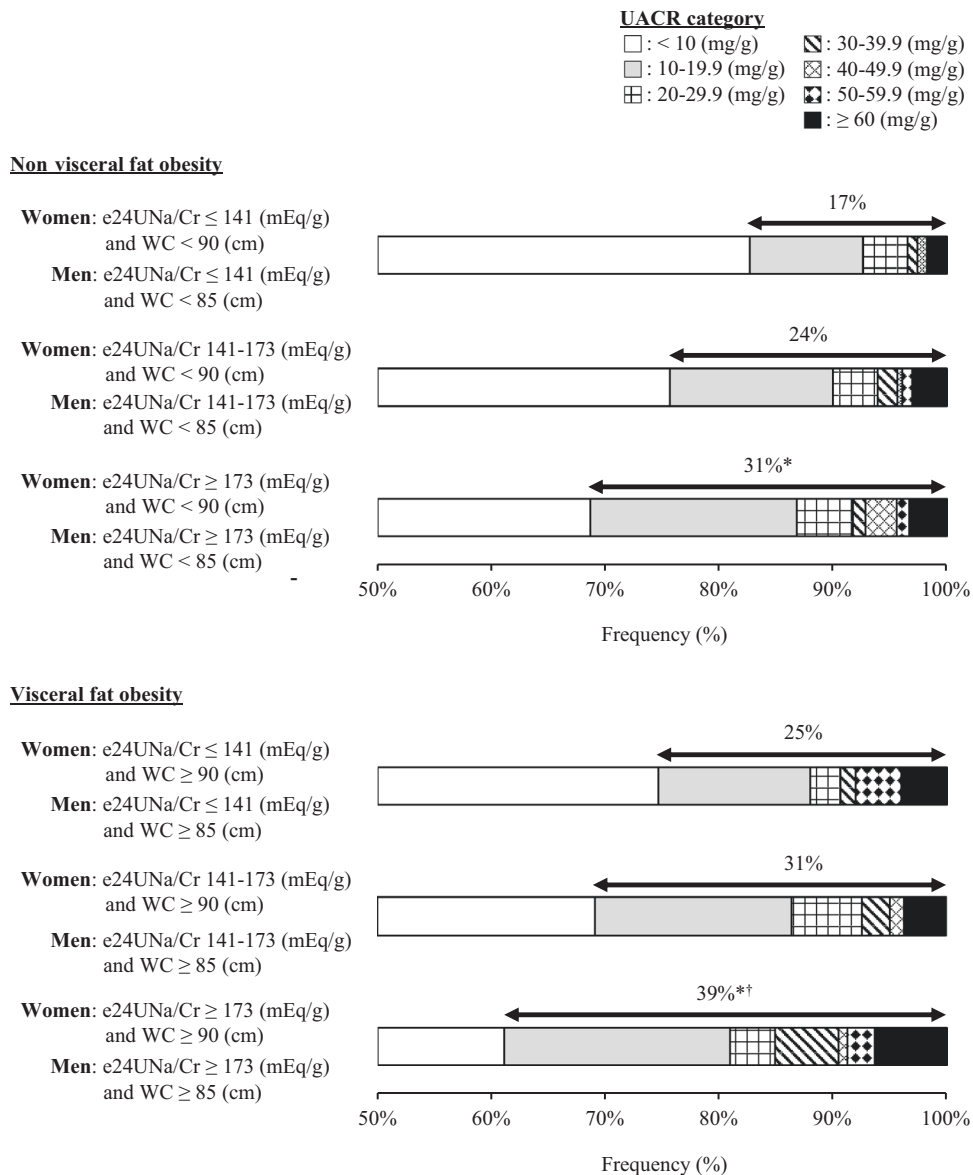 UACR category
: < 10 (mg/g)
: 10-19.9 (mg/g)
: 20-29.9 (mg/g)
: 30-39.9 (mg/g)
: 40-49.9 (mg/g)
: 50-59.9 (mg/g)
: ≥ 60 (mg/g)
Non visceral fat obesity
Women: e24UNa/Cr ≤ 141 (mEq/g)
and WC < 90 (cm)
Men: e24UNa/Cr ≤ 141 (mEq/g)
and WC < 85 (cm)
17%
Women: e24UNa/Cr 141-173 (mEq/g)
and WC < 90 (cm)
Men: e24UNa/Cr 141-173 (mEq/g)
and WC < 85 (cm)
24%
Women: e24UNa/Cr ≥ 173 (mEq/g)
and WC < 90 (cm)
Men: e24UNa/Cr ≥ 173 (mEq/g)
and WC < 85 (cm)
31%*
-
50% 60% 70% 80% 90% 100%
Frequency (%)
Visceral fat obesity
Women: e24UNa/Cr ≤ 141 (mEq/g)
and WC ≥ 90 (cm)
Men: e24UNa/Cr ≤ 141 (mEq/g)
and WC ≥ 85 (cm)
25%
Women: e24UNa/Cr 141-173 (mEq/g)
and WC ≥ 90 (cm)
Men: e24UNa/Cr 141-173 (mEq/g)
and WC ≥ 85 (cm)
31%
Women: e24UNa/Cr ≥ 173 (mEq/g)
and WC ≥ 90 (cm)
Men: e24UNa/Cr ≥ 173 (mEq/g)
and WC ≥ 85 (cm)
39%*†
50% 60% 70% 80% 90% 100%
Frequency (%)